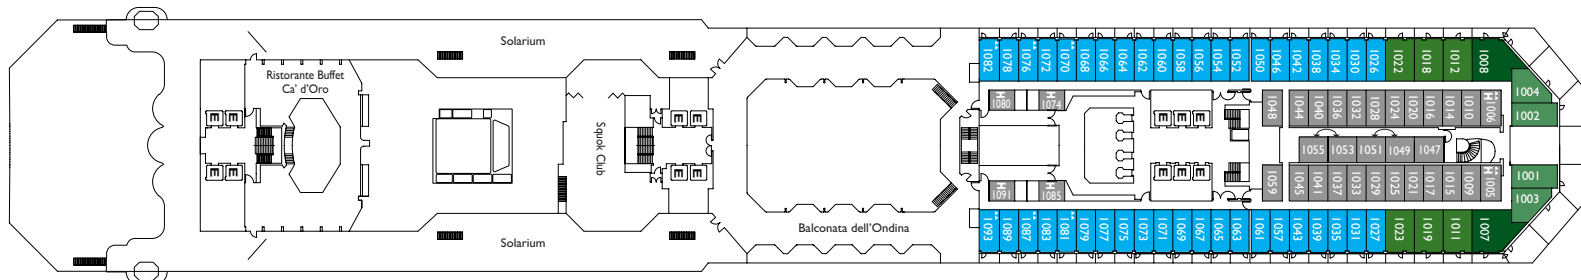 Solarium
Ristorante Buffet
Ca' d'Oro
E E
E E
Squok Club
E E
E E
Solarium
Balconata dell'Ondina
1082 1078 1076 1072 1070 1068 1066 1064 1062 1060 1058 1056 1054 1052 1050 1046 1042 1038 1034 1030 1026 1022 1018 1012 1008
1004
1002
H 1080
H 1074
E E E
1048 1044 1040 1036 1032 1028 1024 1020 1016 1014 1010 H 1006
1055 1053 1051 1049 1047
H 1091
H 1085
E E E
1059 1045 1041 1037 1033 1029 1025 1021 1017 1015 1009 H 1005
1001
1003
1093 1089 1087 1083 1081 1079 1077 1075 1073 1071 1069 1067 1065 1063 1061 1057 1043 1039 1035 1031 1027 1023 1019 1011 1007